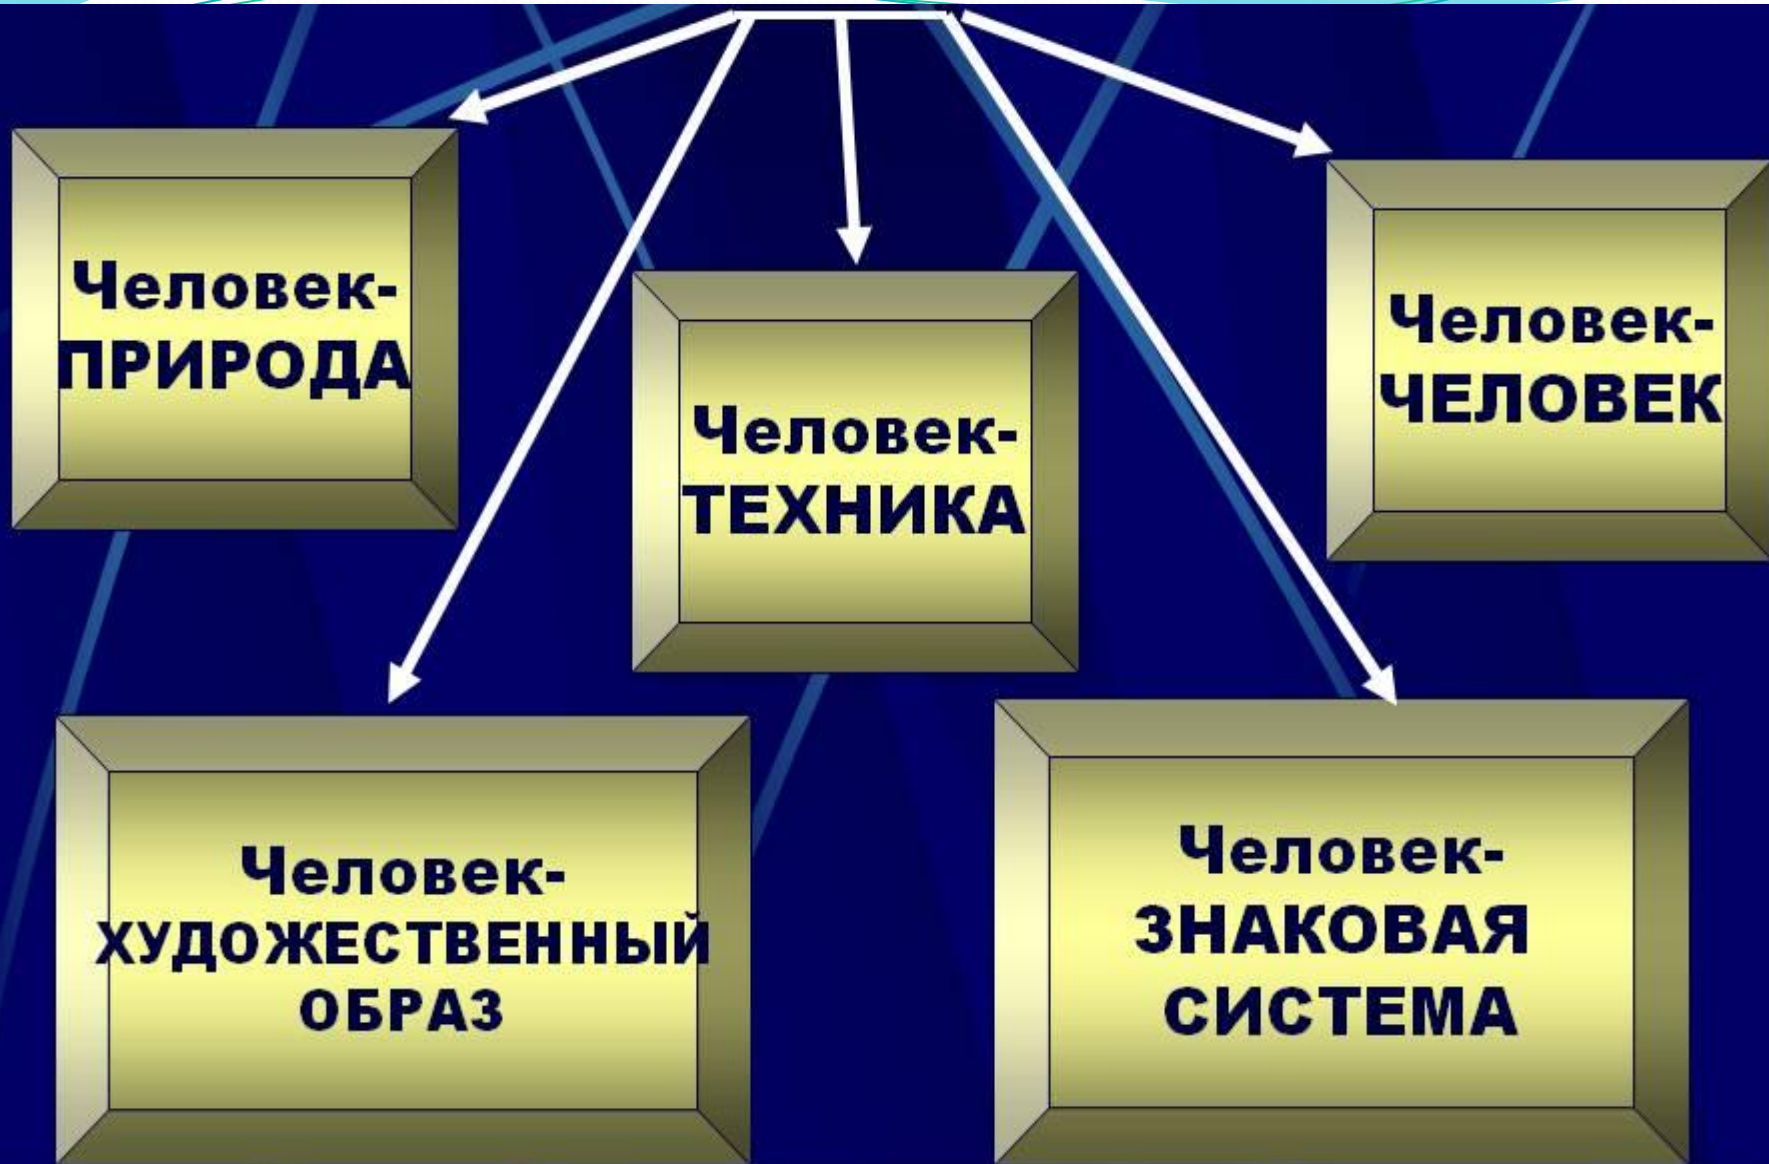 Человек-
ПРИРОДА
Человек-
ТЕХНИКА
Человек-
ЧЕЛОВЕК
Человек-
ХУДОЖЕСТВЕННЫЙ
ОБРАЗ
Человек-
ЗНАКОВАЯ
СИСТЕМА